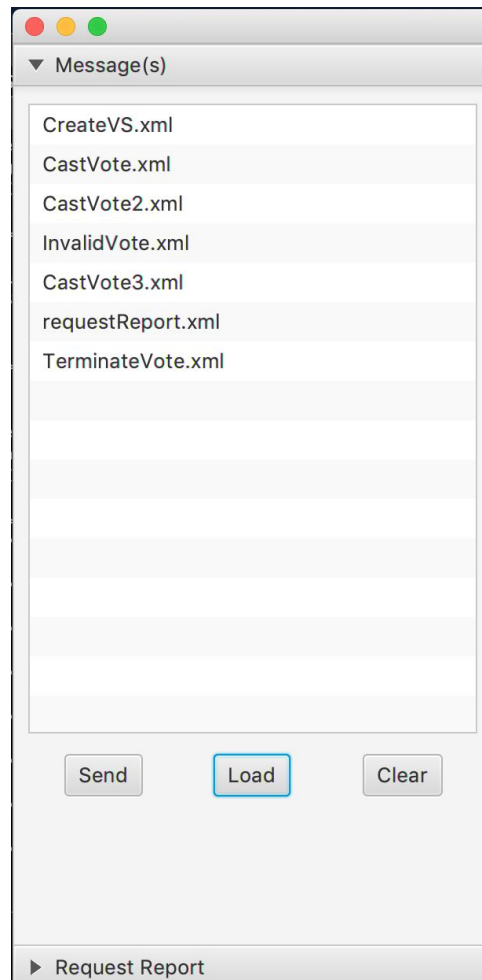 Message(s)
CreateVS.xml
CastVote.xml
CastVote2.xml
InvalidVote.xml
CastVote3.xml
requestReport.xml
TerminateVote.xml
Send Load Clear
Request Report